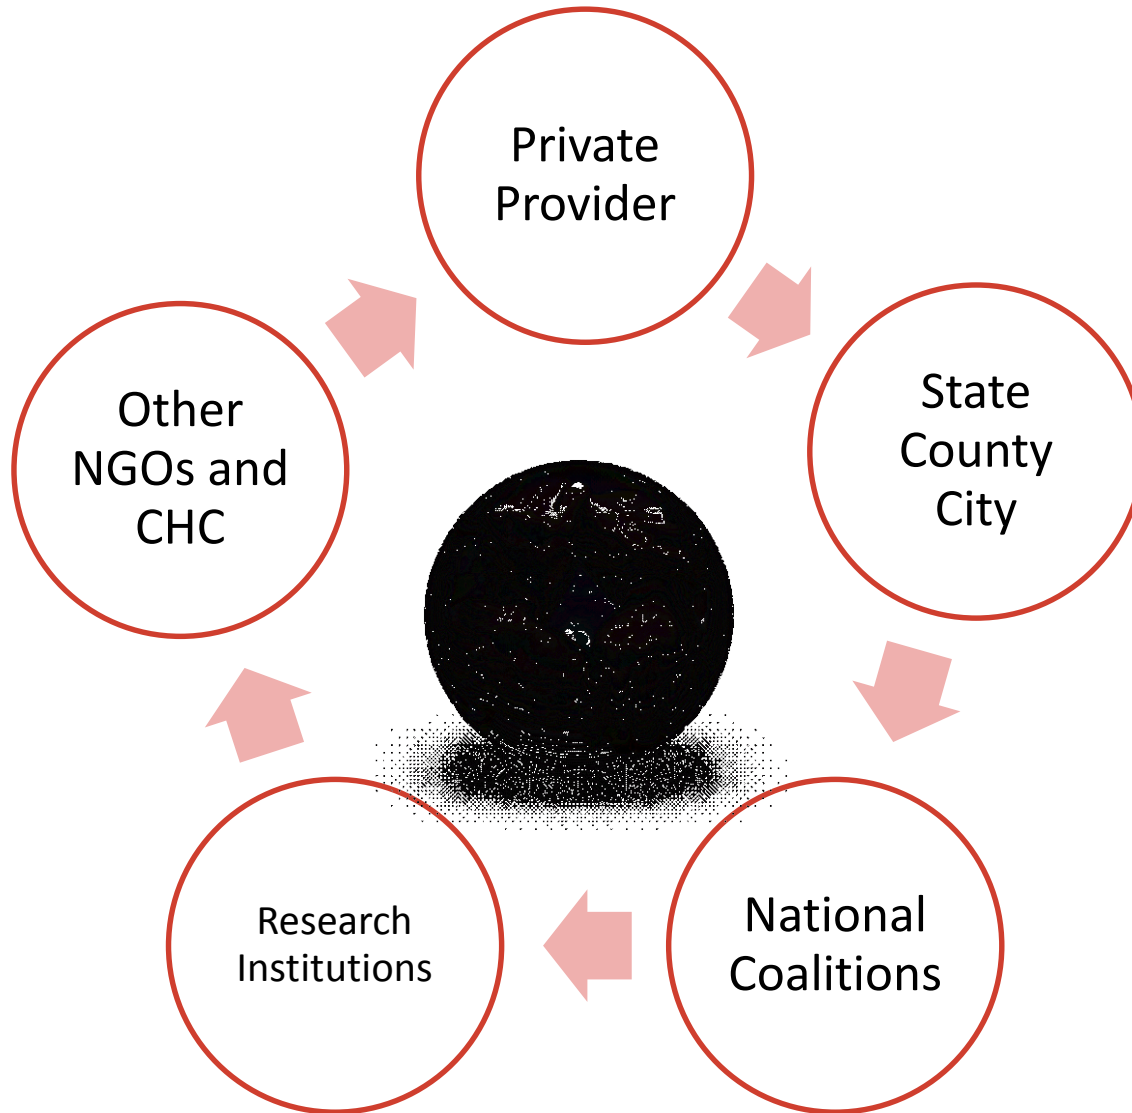 Private
Provider
State
County
City
National
Coalitions
Research
Institutions
Other
NGOs and
CHC